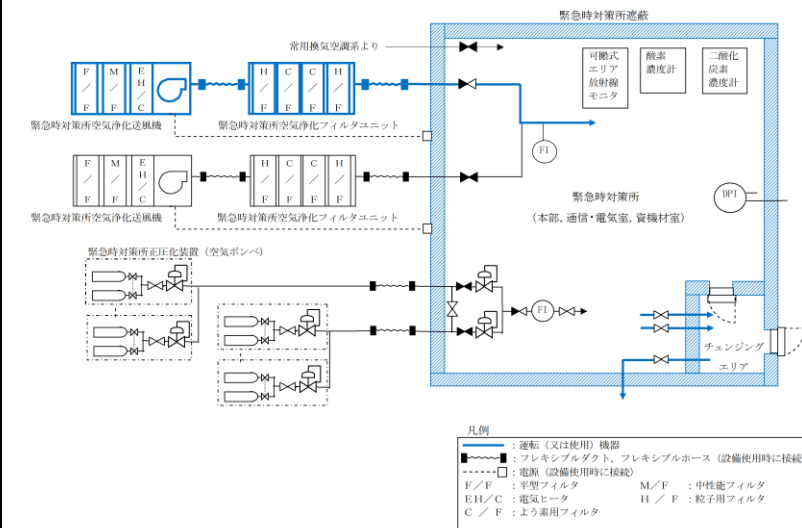 緊急時対策所遮蔽
常用換気空調系より
可搬式
エリア
放射線
モニタ
酸素
濃度計
二酸化
炭素
濃度計
F/F
M/F
EH/C
H/F
C/F
C/F
H/F
緊急時対策所空気浄化送風機
緊急時対策所空気浄化フィルタユニット
FI
F/F
M/F
EH/C
H/F
C/F
C/F
H/F
緊急時対策所空気浄化送風機
緊急時対策所空気浄化フィルタユニット
緊急時対策所
(本部, 通信・電気室, 資機材室)
DPI
緊急時対策所正圧化装置(空気ボンベ)
FI
チェンジング
エリア
凡例
:運転(又は使用)機器
:フレキシブルダクト, フレキシブルホース(設備使用時に接続)
:電源(設備使用時に接続)
F/F :平型フィルタ M/F :中性能フィルタ
EH/C :電気ヒータ H/F :粒子用フィルタ
C/F :よう素用フィルタ